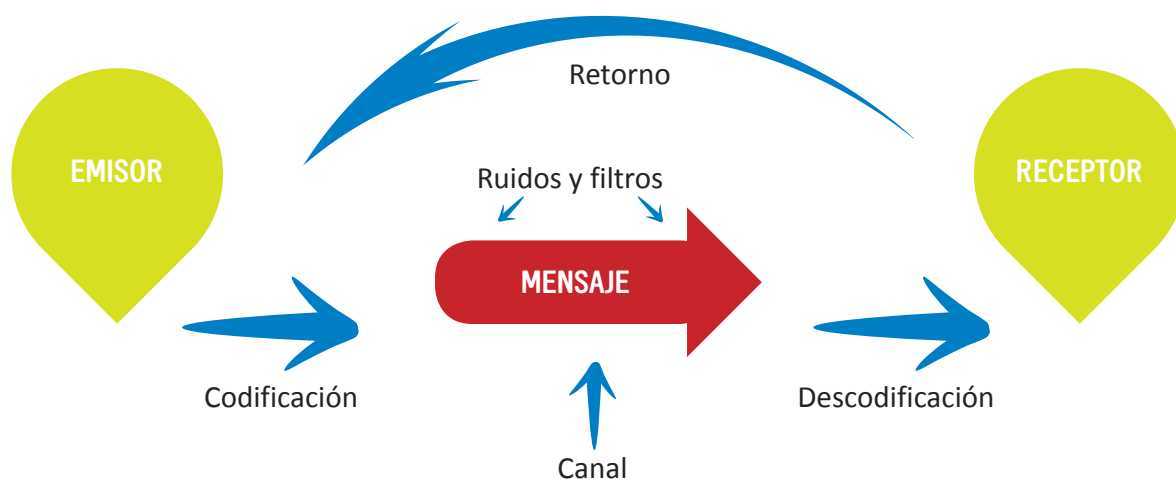 Retorno
EMISOR
RECEPTOR
Ruidos y filtros
MENSAJE
Codificación
Descodificación
Canal